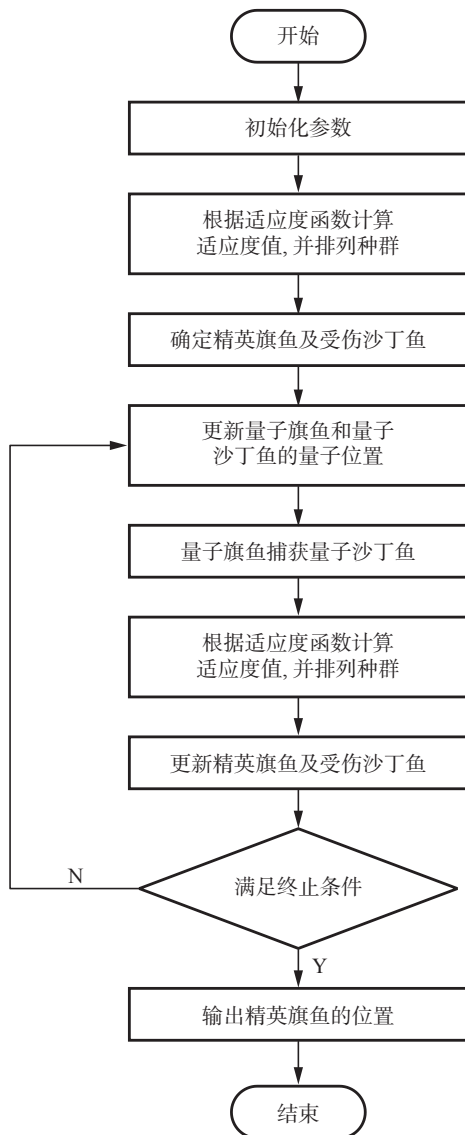 开始
初始化参数
根据适应度函数计算
适应度值, 并排列种群
确定精英旗鱼及受伤沙丁鱼
更新量子旗鱼和量子
沙丁鱼的量子位置
量子旗鱼捕获量子沙丁鱼
根据适应度函数计算
适应度值, 并排列种群
更新精英旗鱼及受伤沙丁鱼
N
满足终止条件
Y
输出精英旗鱼的位置
结束